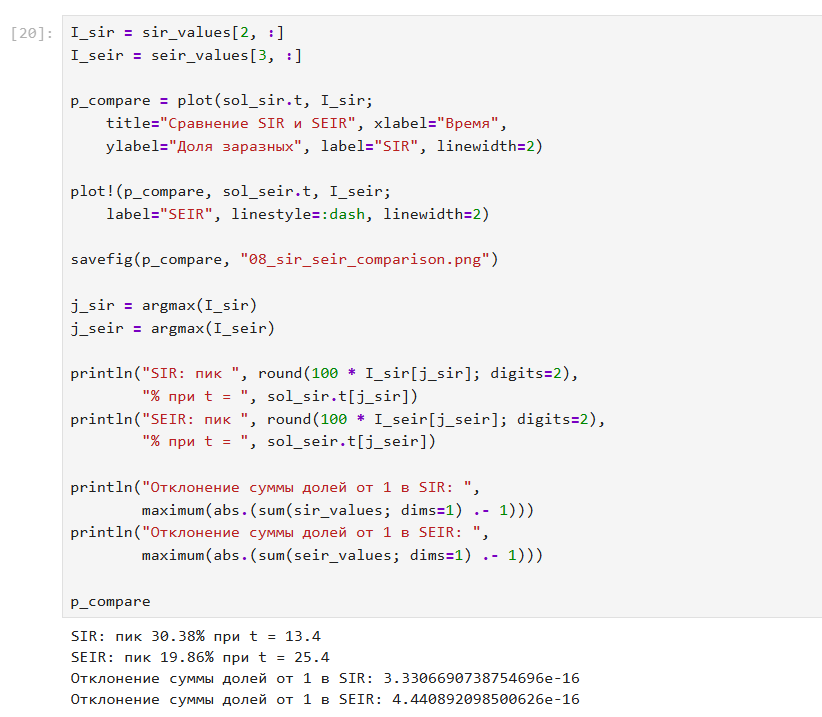 [20]:
I_sir = sir_values[2, :]
I_seir = seir_values[3, :]
p_compare = plot(sol_sir.t, I_sir;
title="Сравнение SIR и SEIR", xlabel="Время",
ylabel="Доля заразных", label="SIR", linewidth=2)
plot!(p_compare, sol_seir.t, I_seir;
label="SEIR", linestyle=:dash, linewidth=2)
savefig(p_compare, "08_sir_seir_comparison.png")
j_sir = argmax(I_sir)
j_seir = argmax(I_seir)
println("SIR: пик ", round(100 * I_sir[j_sir]; digits=2),
"% при t = ", sol_sir.t[j_sir])
println("SEIR: пик ", round(100 * I_seir[j_seir]; digits=2),
"% при t = ", sol_seir.t[j_seir])
println("Отклонение суммы долей от 1 в SIR: ",
maximum(abs.(sum(sir_values; dims=1) .- 1)))
println("Отклонение суммы долей от 1 в SEIR: ",
maximum(abs.(sum(seir_values; dims=1) .- 1)))
p_compare
SIR: пик 30.38% при t = 13.4
SEIR: пик 19.86% при t = 25.4
Отклонение суммы долей от 1 в SIR: 3.3306690738754696e-16
Отклонение суммы долей от 1 в SEIR: 4.440892098500626e-16